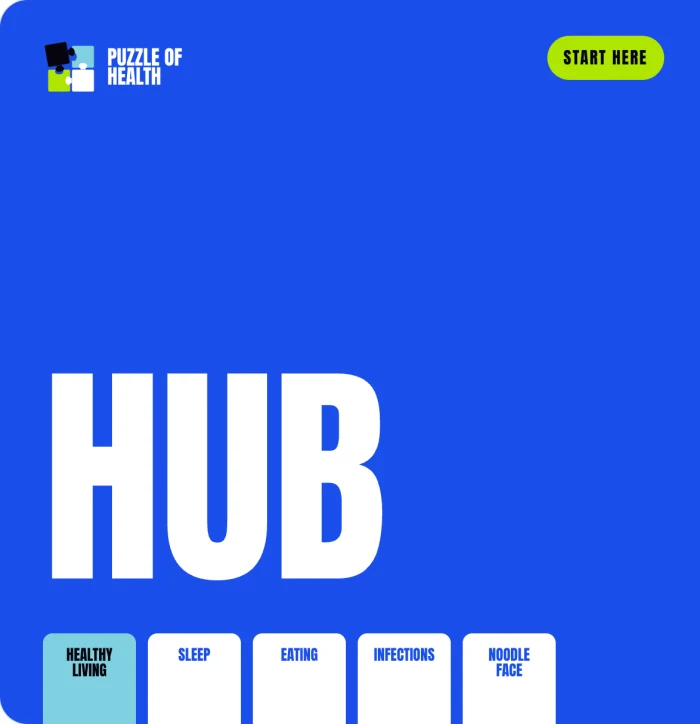 PUZZLE OF
HEALTH
START HERE
HUB
HEALTHY
LIVING
SLEEP
EATING
INFECTIONS
NOODLE
FACE